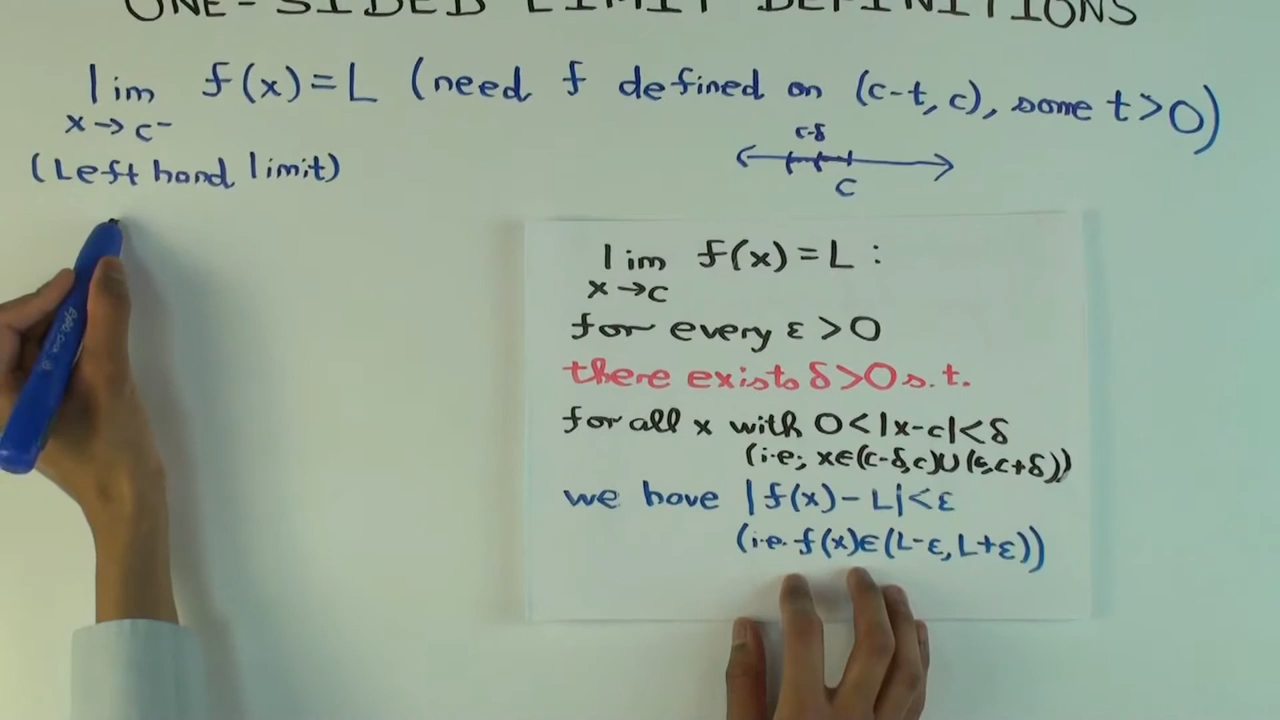 ONE-SIDED LIMIT DEFINITIONS
lim f(x)=L (need f defined on (c-t, c), some t>0)
x→c-
(Left hand limit)
c-δ
c
lim f(x)=L :
x→c
for every ε>0
there exists δ>0 s.t.
for all x with 0<|x-c|<δ
(i.e; x∈(c-δ,c)∪(c,c+δ))
we have |f(x)-L|<ε
(i.e. f(x)∈(L-ε, L+ε))